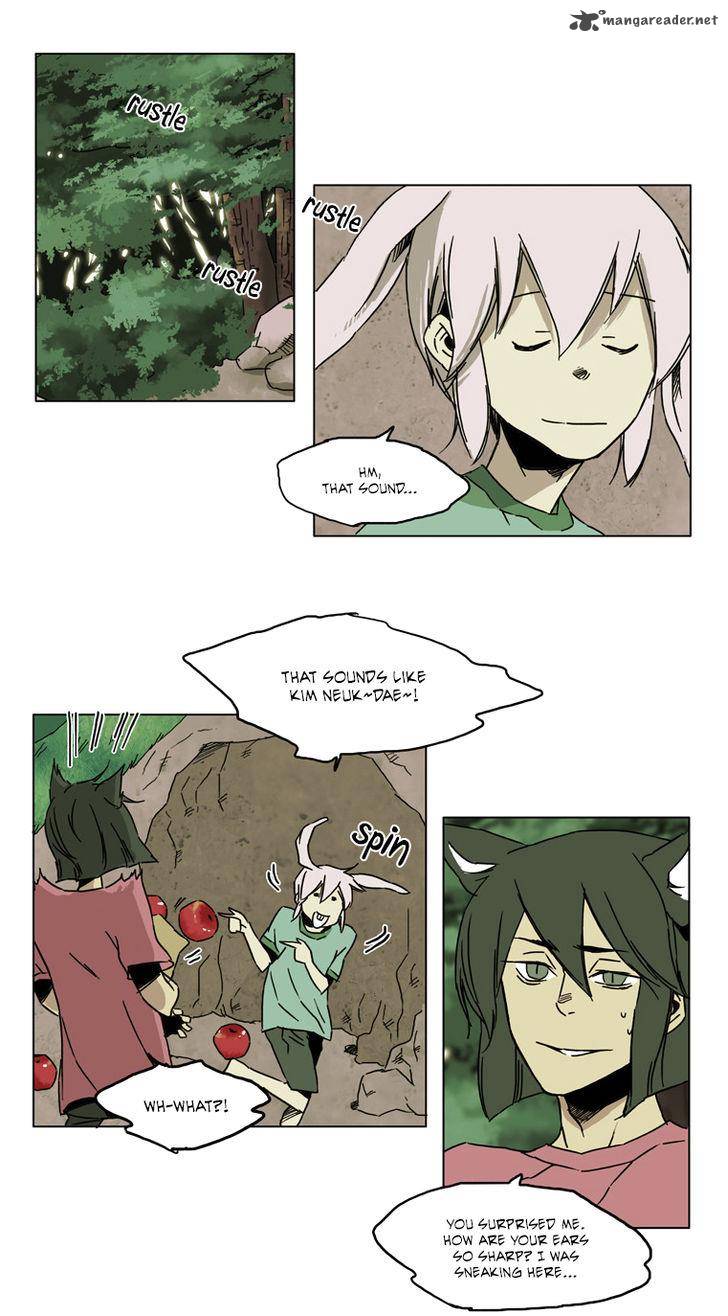 mangareader.net
rustle
rustle
rustle
HM,
THAT SOUND...
THAT SOUNDS LIKE
KIM NEUK~DAE~!
spin
WH-WHAT?!
YOU SURPRISED ME.
HOW ARE YOUR EARS
SO SHARP? I WAS
SNEAKING HERE...